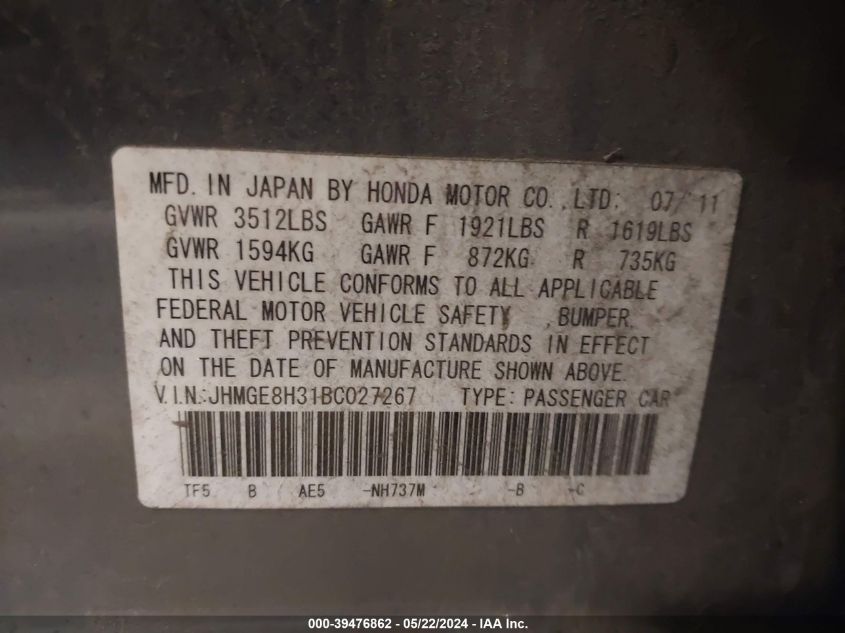 MFD. IN JAPAN BY HONDA MOTOR CO., LTD: 07/11
GVWR 3512LBS GAWR F 1921LBS R 1619LBS
GVWR 1594KG GAWR F 872KG R 735KG
THIS VEHICLE CONFORMS TO ALL APPLICABLE
FEDERAL MOTOR VEHICLE SAFETY , BUMPER,
AND THEFT PREVENTION STANDARDS IN EFFECT
ON THE DATE OF MANUFACTURE SHOWN ABOVE.
V.I.N.:JHMGE8H31BC027267 TYPE: PASSENGER CAR
TF5 B AE5 -NH737M -B -C
000-39476862 - 05/22/2024 - IAA Inc.